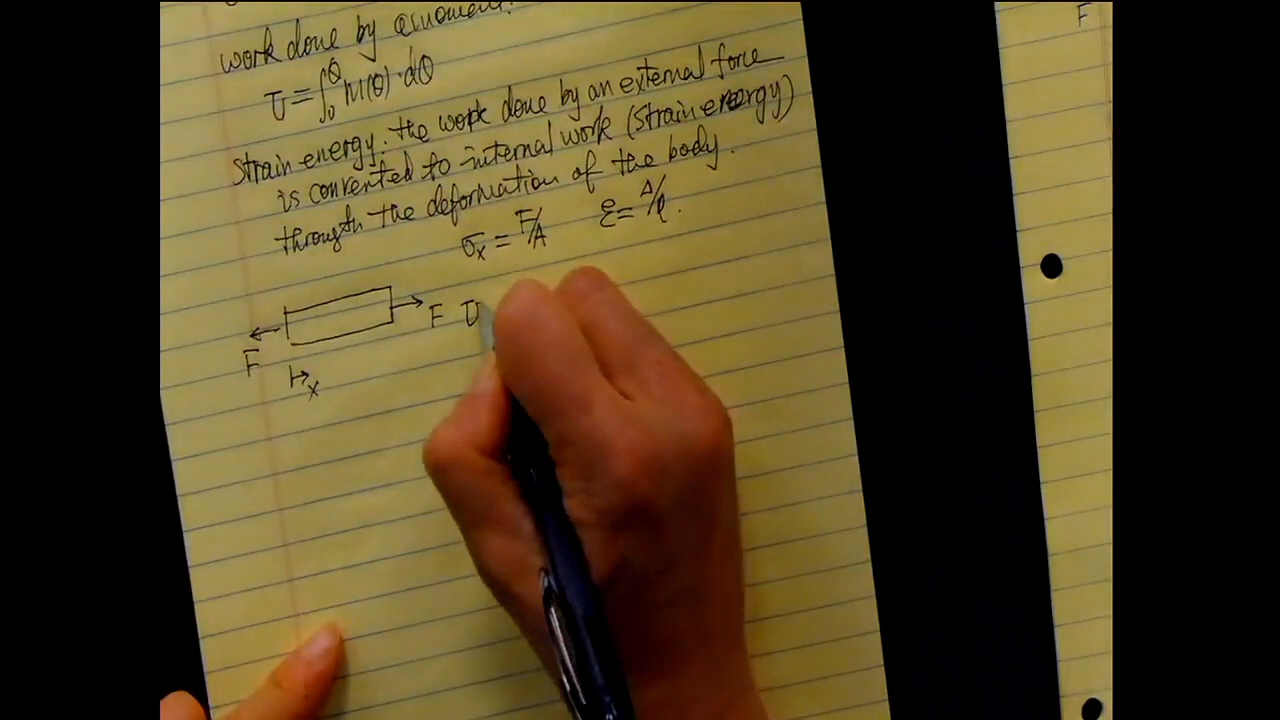 work done by a moment.
U = ∫₀^θ M(θ)·dθ
strain energy. the work done by an external force
is converted to internal work (strain energy)
through the deformation of the body.
σx = F/A ε = Δ/l.
F F U
x
F